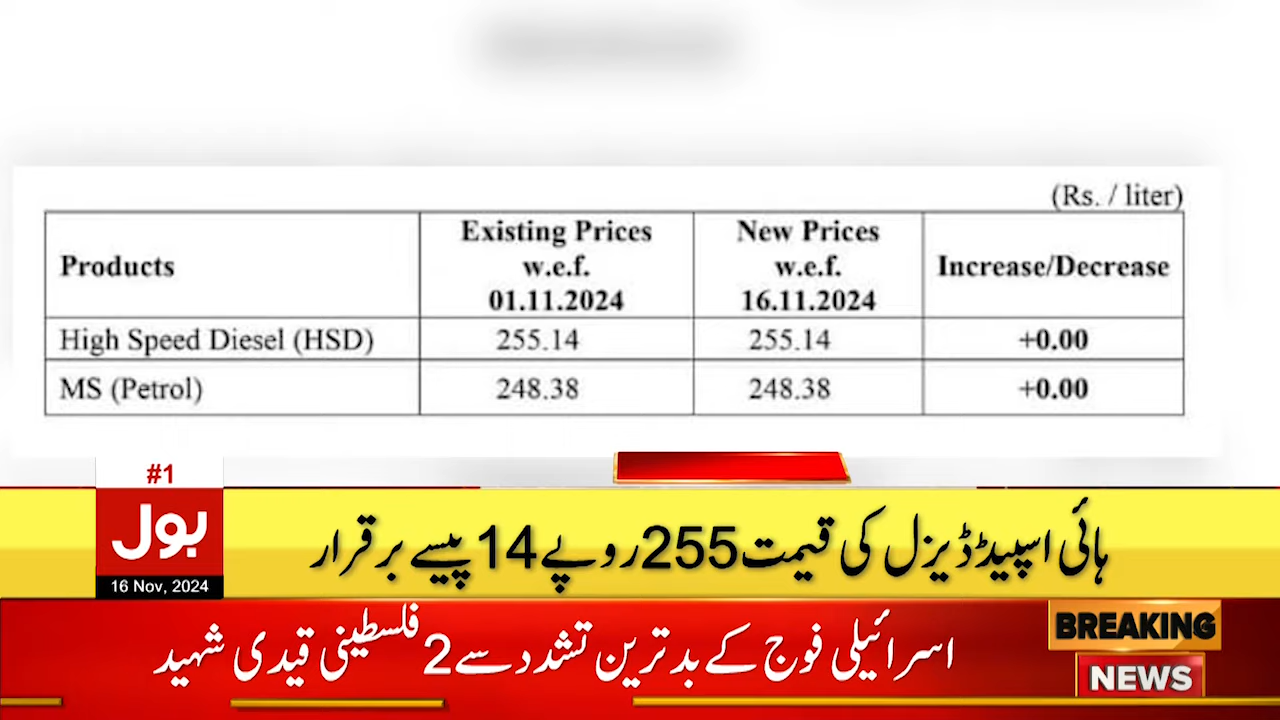 (Rs. / liter)
Products
Existing Prices
w.e.f.
01.11.2024
New Prices
w.e.f.
16.11.2024
Increase/Decrease
High Speed Diesel (HSD) 255.14 255.14 +0.00
MS (Petrol) 248.38 248.38 +0.00
#1
بول
16 Nov, 2024
ہائی اسپیڈ ڈیزل کی قیمت 255 روپے 14 پیسے برقرار
اسرائیلی فوج کے بدترین تشدد سے 2 فلسطینی قیدی شہید
BREAKING
NEWS